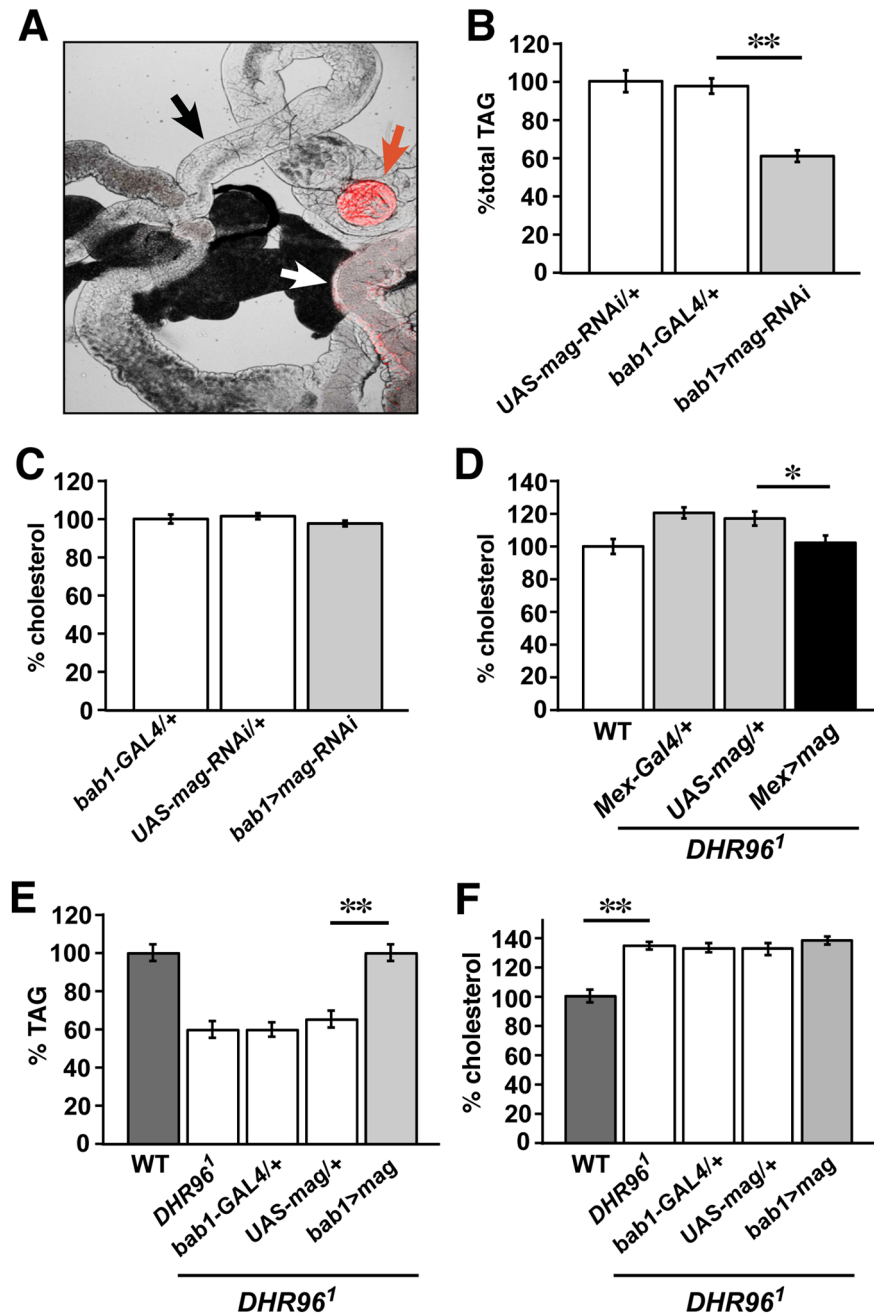 A
B
120
100
80
60
40
20
0
%total TAG
**
UAS-mag-RNAi/+
bab1-GAL4/+
bab1>mag-RNAi
C
120
100
80
60
40
20
0
% cholesterol
bab1-GAL4/+
UAS-mag-RNAi/+
bab1>mag-RNAi
D
140
120
100
80
60
40
20
0
% cholesterol
*
WT
Mex-Gal4/+
UAS-mag/+
Mex>mag
DHR96¹
E
120
100
80
60
40
20
0
% TAG
**
WT
DHR96¹
bab1-GAL4/+
UAS-mag/+
bab1>mag
DHR96¹
F
140
120
100
80
60
40
20
0
% cholesterol
**
WT
DHR96¹
bab1-GAL4/+
UAS-mag/+
bab1>mag
DHR96¹